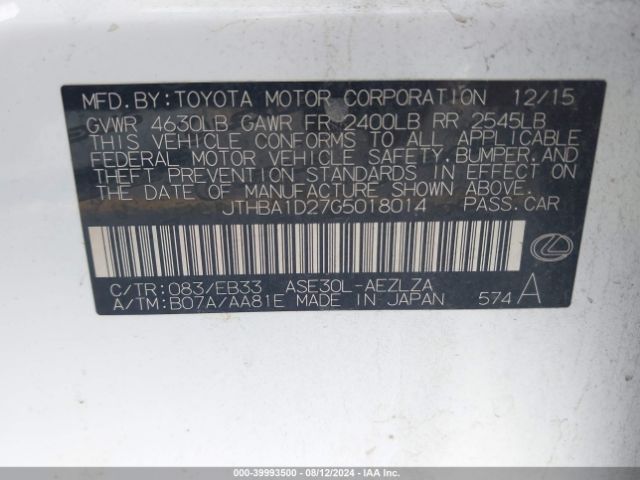 MFD.BY:TOYOTA MOTOR CORPORATION 12/15
GVWR 4630LB GAWR FR 2400LB RR 2545LB
THIS VEHICLE CONFORMS TO ALL APPLICABLE
FEDERAL MOTOR VEHICLE SAFETY,BUMPER,AND
THEFT PREVENTION STANDARDS IN EFFECT ON
THE DATE OF MANUFACTURE SHOWN ABOVE.
JTHBA1D27G5018014 PASS.CAR
C/TR:083/EB33 ASE30L-AEZLZA
A/TM:B07A/AA81E MADE IN JAPAN 574 A
000-39993500 - 08/12/2024 - IAA Inc.